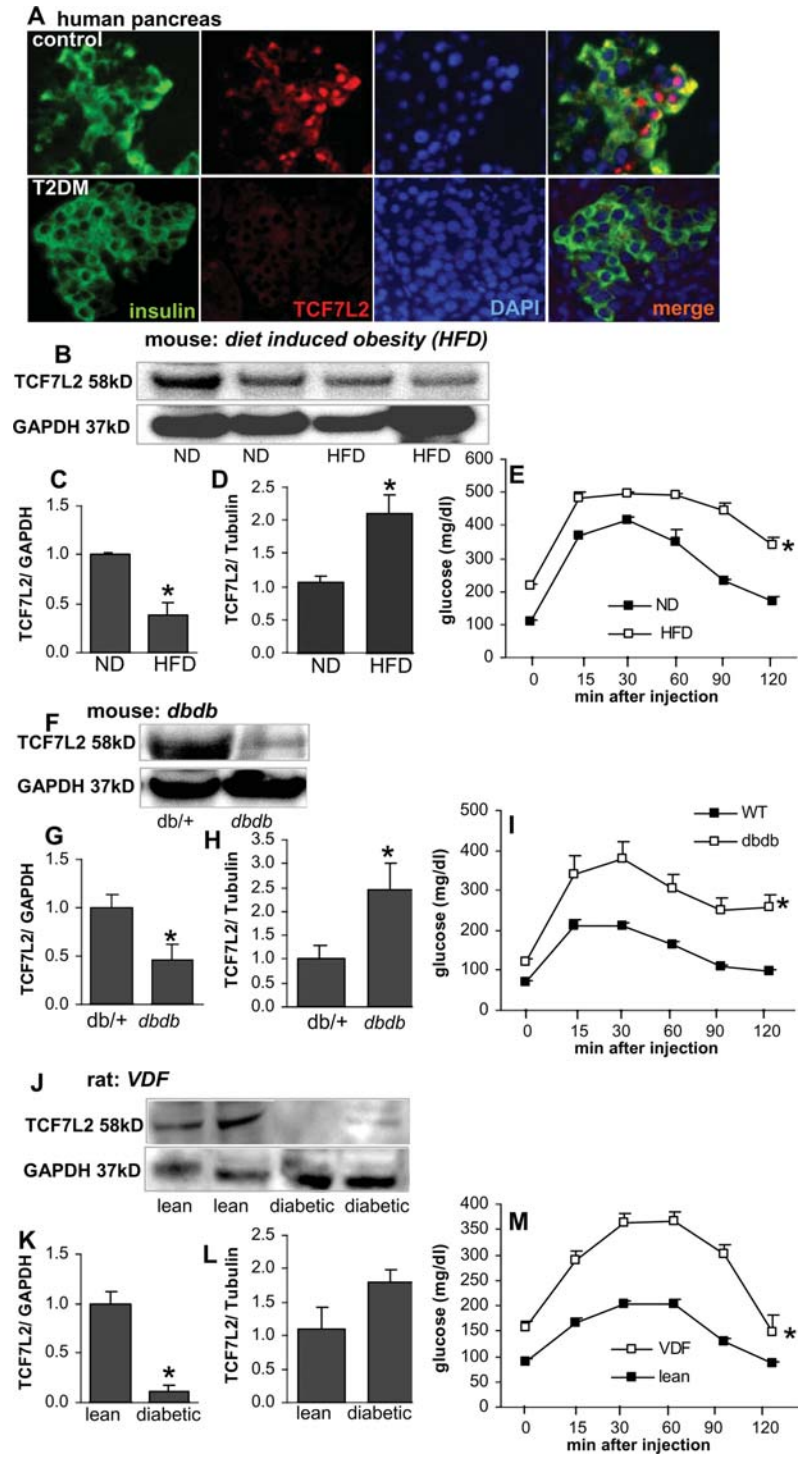 A human pancreas
control
T2DM
insulin
TCF7L2
DAPI
merge
mouse: diet induced obesity (HFD)
B
TCF7L2 58kD
GAPDH 37kD
ND ND HFD HFD
C
TCF7L2/ GAPDH
1.5
1.0
0.5
0.0
ND HFD
*
D
TCF7L2/ Tubulin
2.5
2.0
1.5
1.0
0.5
0.0
ND HFD
*
E
glucose (mg/dl)
600
500
400
300
200
100
0
ND
HFD
*
0 15 30 60 90 120
min after injection
F mouse: dbdb
TCF7L2 58kD
GAPDH 37kD
db/+ dbdb
G
TCF7L2/ GAPDH
1.5
1.0
0.5
0.0
db/+ dbdb
*
H
TCF7L2/ Tubulin
3.5
3.0
2.5
2.0
1.5
1.0
0.5
0.0
db/+ dbdb
*
I
WT
dbdb
glucose (mg/dl)
500
400
300
200
100
0
*
0 15 30 60 90 120
min after injection
J rat: VDF
TCF7L2 58kD
GAPDH 37kD
lean lean diabetic diabetic
K
TCF7L2/ GAPDH
1.5
1.0
0.5
0.0
lean diabetic
*
L
TCF7L2/ Tubulin
2.5
2.0
1.5
1.0
0.5
0.0
lean diabetic
M
glucose (mg/dl)
400
350
300
250
200
150
100
50
0
VDF
lean
*
0 15 30 60 90 120
min after injection